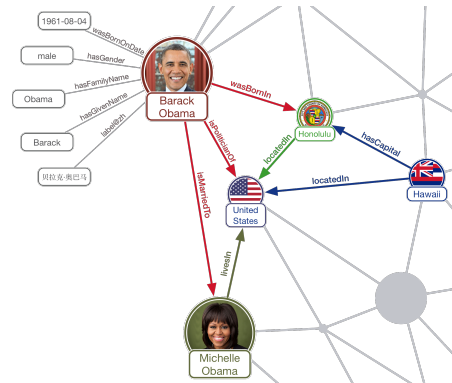 1961-08-04
wasBornOnDate
male
hasGender
hasFamilyName
Obama
hasGivenName
Barack
label@zh
贝拉克·奥巴马
Barack
Obama
wasBornIn
Honolulu
isPoliticianOf
locatedIn
hasCapital
locatedIn
Hawaii
United
States
isMarriedTo
livesIn
Michelle
Obama